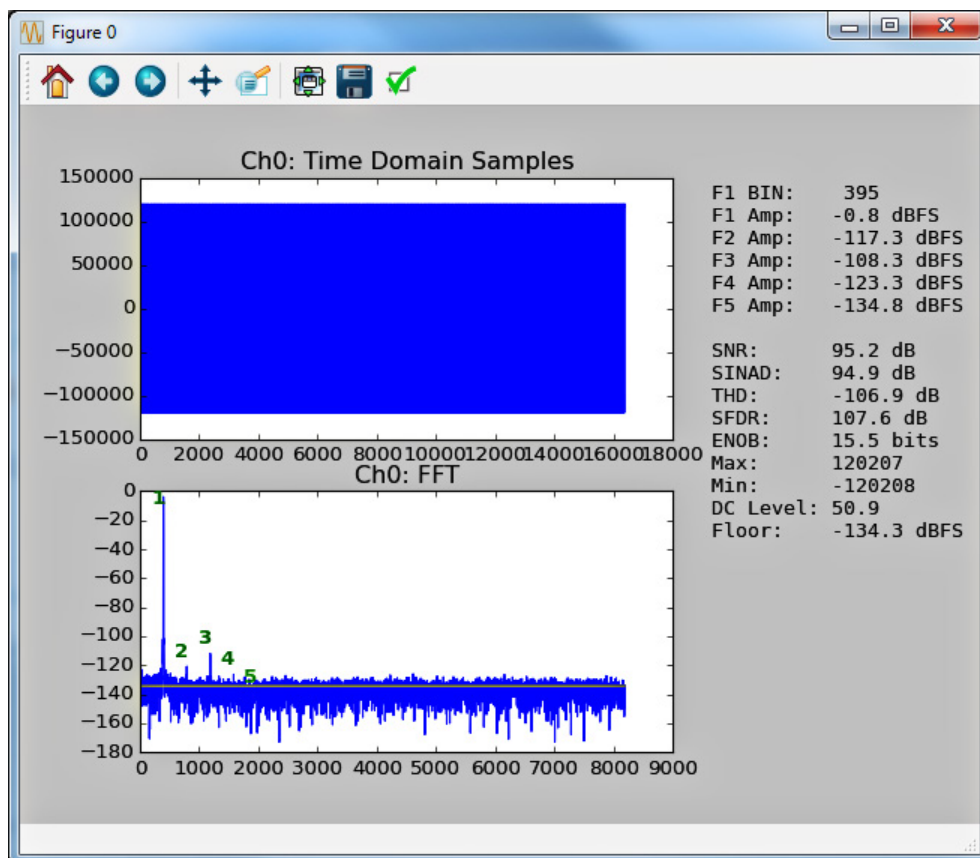 Figure 0
Ch0: Time Domain Samples
150000
100000
50000
0
−50000
−100000
−150000
0 2000 4000 6000 8000 10000 12000 14000 16000 18000
Ch0: FFT
0
−20
−40
−60
−80
−100
−120
−140
−160
−180
1
2
3
4
5
0 1000 2000 3000 4000 5000 6000 7000 8000 9000
F1 BIN: 395
F1 Amp: -0.8 dBFS
F2 Amp: -117.3 dBFS
F3 Amp: -108.3 dBFS
F4 Amp: -123.3 dBFS
F5 Amp: -134.8 dBFS
SNR: 95.2 dB
SINAD: 94.9 dB
THD: -106.9 dB
SFDR: 107.6 dB
ENOB: 15.5 bits
Max: 120207
Min: -120208
DC Level: 50.9
Floor: -134.3 dBFS